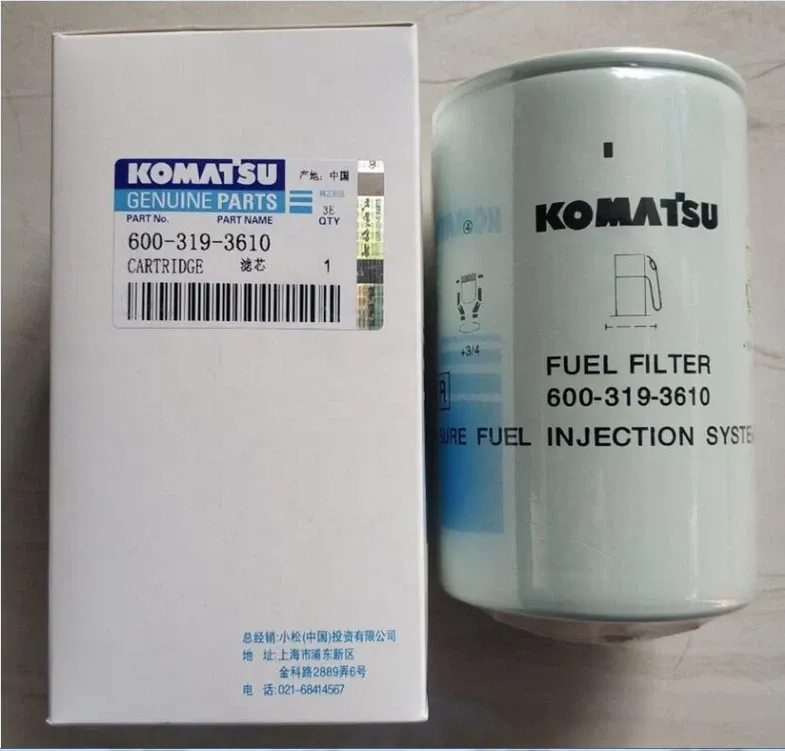 KOMATSU
产地: 中国
GENUINE PARTS
PART No.
PART NAME
3E
QTY
600-319-3610
CARTRIDGE
滤芯
1
总经销:小松(中国)投资有限公司
地 址:上海市浦东新区
金科路2889弄6号
电 话:021-68414567
KOMATSU
④
+3/4
FUEL FILTER
600-319-3610
FUEL INJECTION